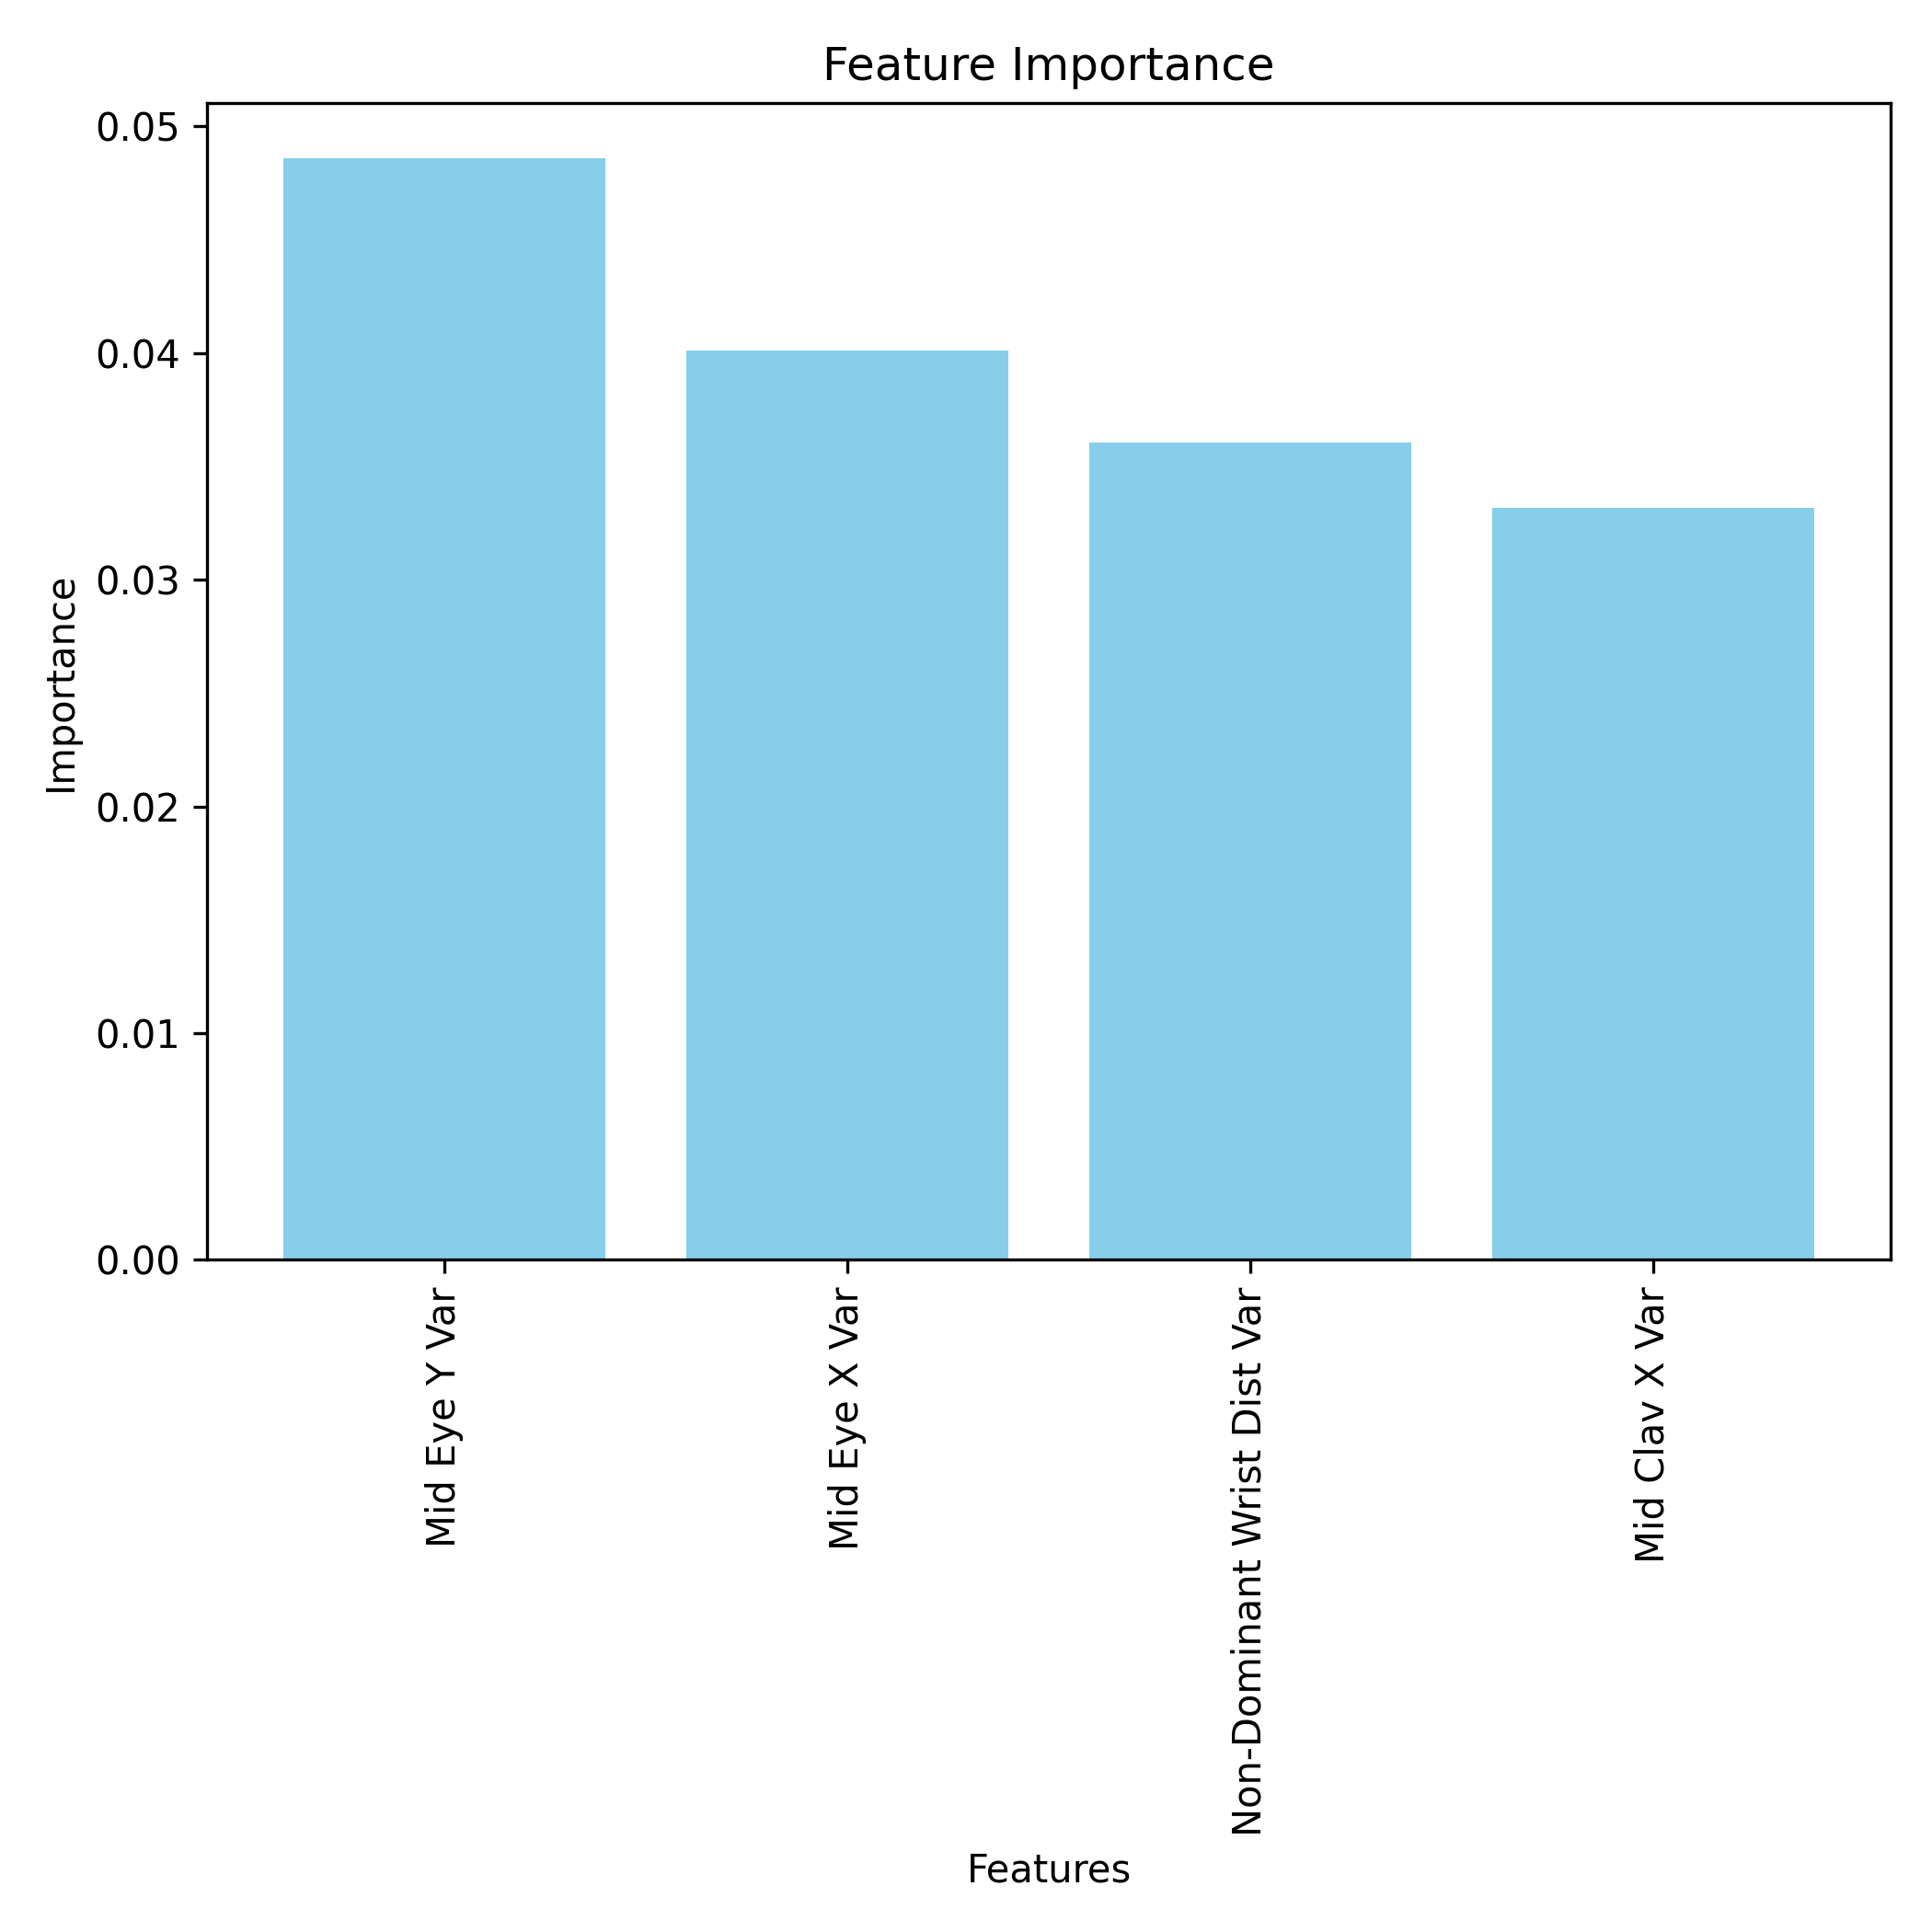 Feature Importance
Importance
0.05
0.04
0.03
0.02
0.01
0.00
Mid Eye Y Var
Mid Eye X Var
Non-Dominant Wrist Dist Var
Mid Clav X Var
Features